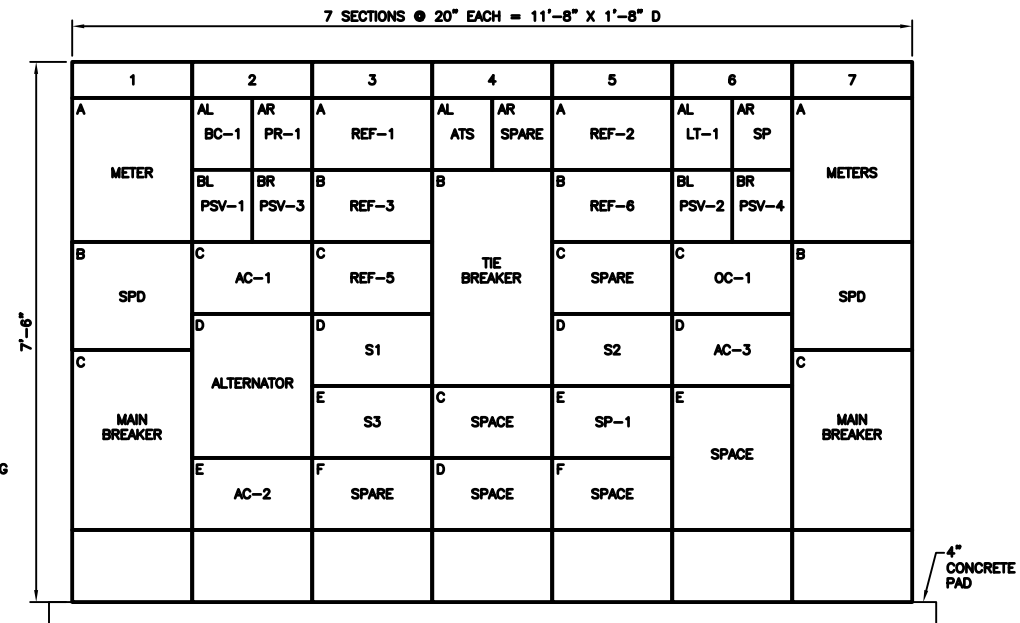 7 SECTIONS @ 20" EACH = 11'-8" X 1'-8" D
1 2 3 4 5 6 7
A
METER
B
SPD
C
MAIN
BREAKER
AL
BC-1
AR
PR-1
BL
PSV-1
BR
PSV-3
C
AC-1
D
ALTERNATOR
E
AC-2
A
REF-1
B
REF-3
C
REF-5
D
S1
E
S3
F
SPARE
AL
ATS
AR
SPARE
B
TIE
BREAKER
C
SPACE
D
SPACE
A
REF-2
B
REF-6
C
SPARE
D
S2
E
SP-1
F
SPACE
AL
LT-1
AR
SP
BL
PSV-2
BR
PSV-4
C
OC-1
D
AC-3
E
SPACE
A
METERS
B
SPD
C
MAIN
BREAKER
7'-6"
G
4"
CONCRETE
PAD